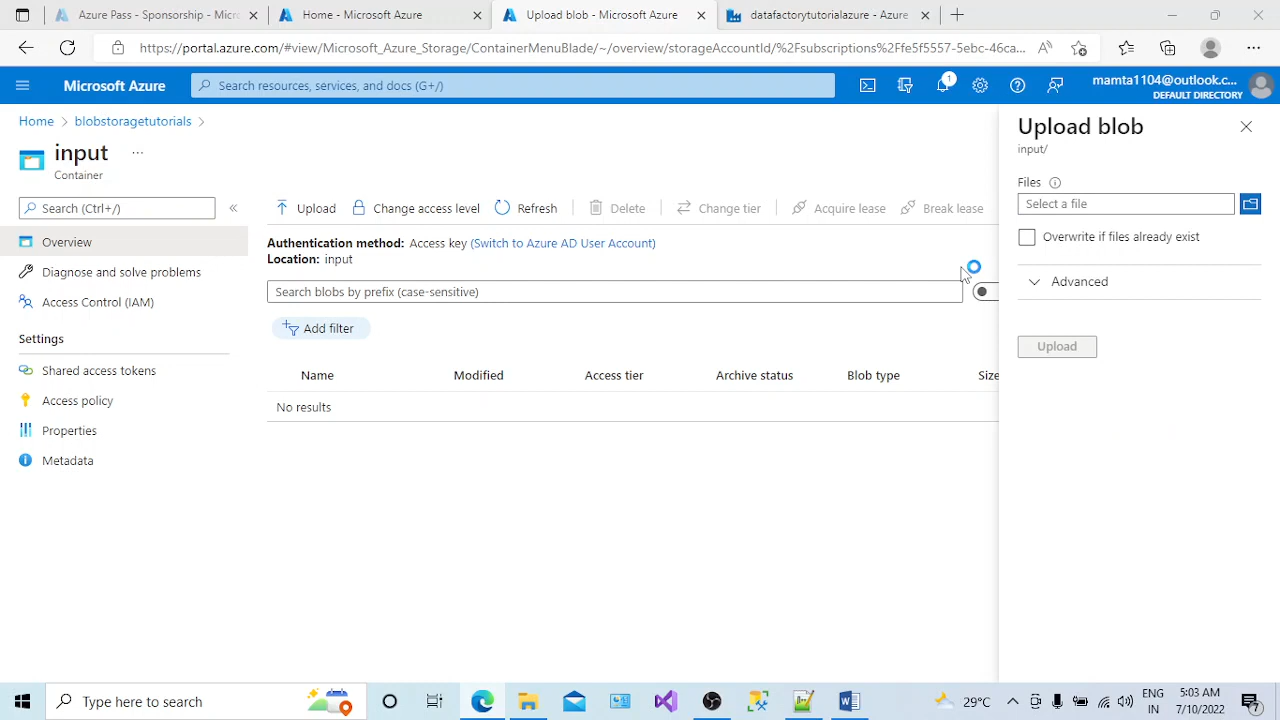 Azure Pass - Sponsorship - Micro
Home - Microsoft Azure
Upload blob - Microsoft Azure
datafactorytutorialazure - Azure
https://portal.azure.com/#view/Microsoft_Azure_Storage/ContainerMenuBlade/~/overview/storageAccountId/%2Fsubscriptions%2Ffe5f5557-5ebc-46ca...
Microsoft Azure
Search resources, services, and docs (G+/)
1
mamta1104@outlook.c...
DEFAULT DIRECTORY
Home > blobstoragetutorials >
input ...
Container
Search (Ctrl+/)
«
Overview
Diagnose and solve problems
Access Control (IAM)
Settings
Shared access tokens
Access policy
Properties
Metadata
Upload
Change access level
Refresh
Delete
Change tier
Acquire lease
Break lease
Authentication method: Access key (Switch to Azure AD User Account)
Location: input
Search blobs by prefix (case-sensitive)
Add filter
Name Modified Access tier Archive status Blob type Size
No results
Upload blob
input/
Files
Select a file
Overwrite if files already exist
Advanced
Upload
Type here to search
29°C
ENG
IN
5:03 AM
7/10/2022
7